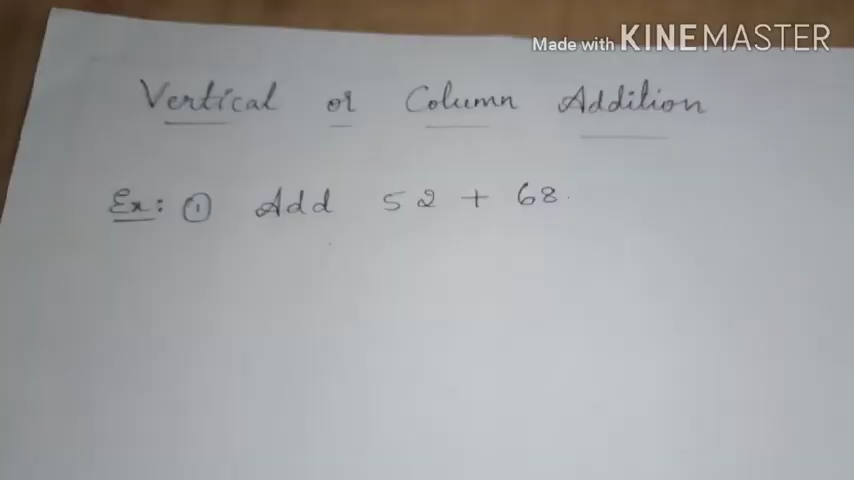 Made with KINEMASTER
Vertical or Column Addition
Ex: ① Add 52 + 68.